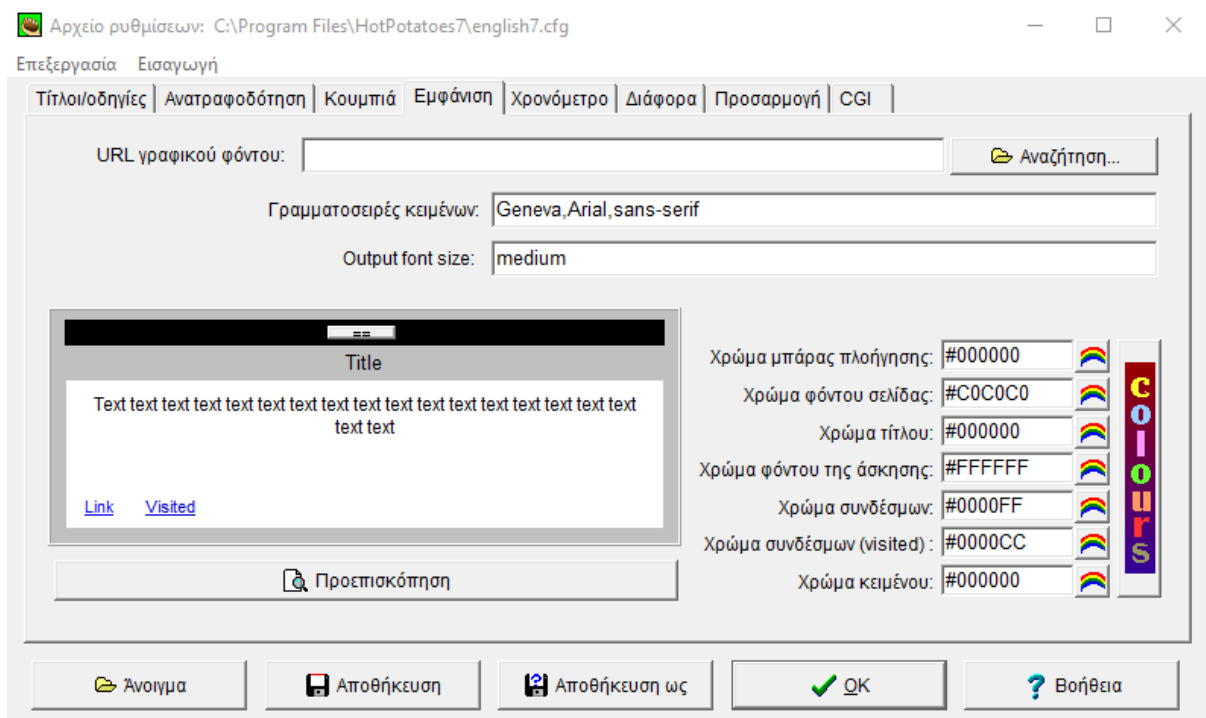 Αρχείο ρυθμίσεων: C:\Program Files\HotPotatoes7\english7.cfg
Επεξεργασία Εισαγωγή
Τίτλοι/οδηγίες Ανατραφοδότηση Κουμπιά Εμφάνιση Χρονόμετρο Διάφορα Προσαρμογή CGI
URL γραφικού φόντου: Αναζήτηση...
Γραμματοσειρές κειμένων: Geneva,Arial,sans-serif
Output font size: medium
==
Title
Text text text text text text text text text text text text text text text text text
text text
Link Visited
Προεπισκόπηση
Χρώμα μπάρας πλοήγησης: #000000
Χρώμα φόντου σελίδας: #C0C0C0
Χρώμα τίτλου: #000000
Χρώμα φόντου της άσκησης: #FFFFFF
Χρώμα συνδέσμων: #0000FF
Χρώμα συνδέσμων (visited) : #0000CC
Χρώμα κειμένου: #000000
colours
Άνοιγμα Αποθήκευση Αποθήκευση ως OK Βοήθεια